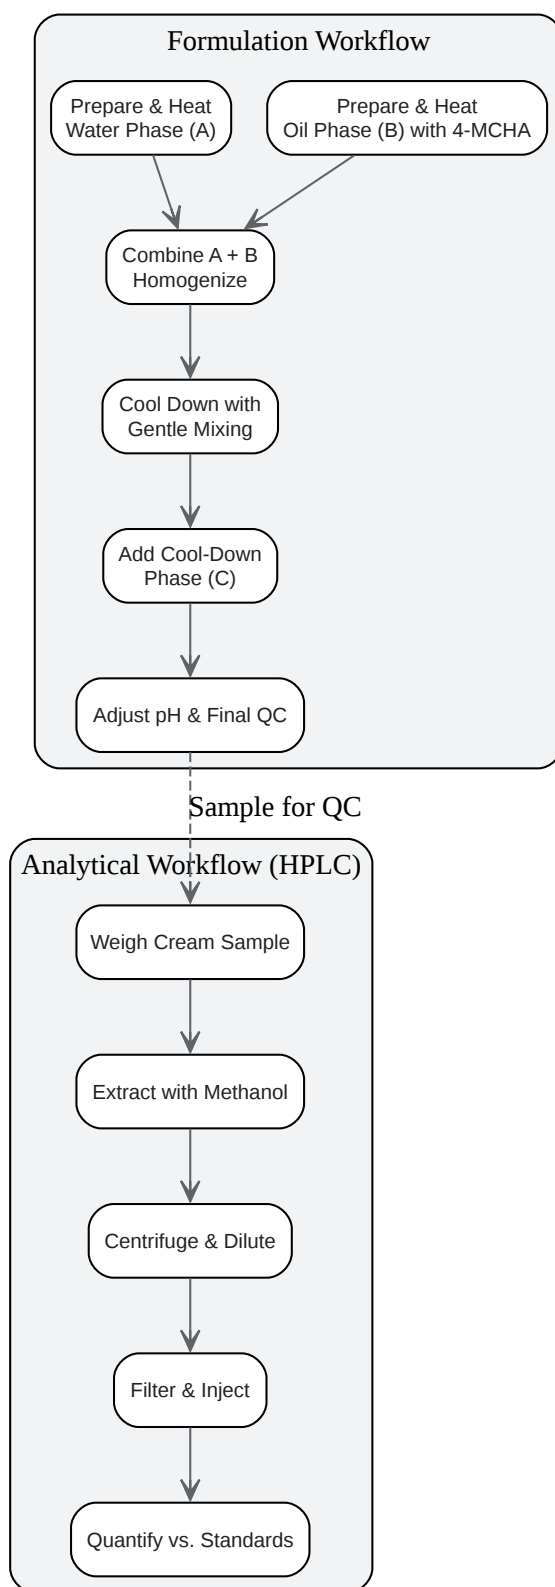 Formulation Workflow
Prepare & Heat
Water Phase (A)
Prepare & Heat
Oil Phase (B) with 4-MCHA
Combine A + B
Homogenize
Cool Down with
Gentle Mixing
Add Cool-Down
Phase (C)
Adjust pH & Final QC
Sample for QC
Analytical Workflow (HPLC)
Weigh Cream Sample
Extract with Methanol
Centrifuge & Dilute
Filter & Inject
Quantify vs. Standards